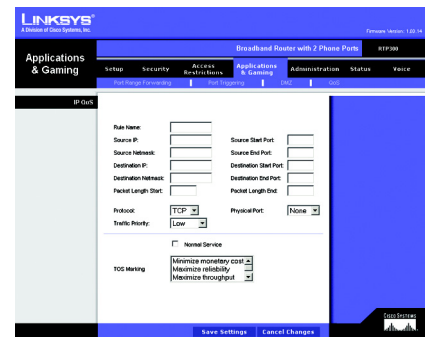 LINKSYS®
A Division of Cisco Systems, Inc.
Firmware Version: 1.00.14
Broadband Router with 2 Phone Ports
RTP300
Applications & Gaming
Setup Security Access Restrictions Applications & Gaming Administration Status Voice
Port Range Forwarding Port Triggering DMZ QoS
IP QoS
Rule Name:
Source IP: Source Start Port:
Source Netmask: Source End Port:
Destination IP: Destination Start Port:
Destination Netmask: Destination End Port:
Packet Length Start: Packet Length End:
Protocol: TCP Physical Port: None
Traffic Priority: Low
Normal Service
TOS Marking
Minimize monetary cost
Maximize reliability
Maximize throughput
Save Settings Cancel Changes
CISCO SYSTEMS